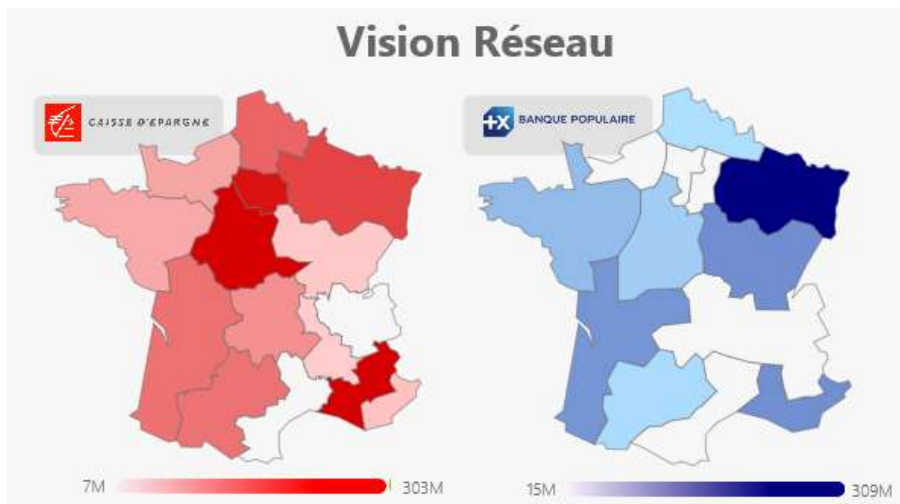 Vision Réseau
CAISSE D'EPARGNE
BANQUE POPULAIRE
7M
303M
15M
309M